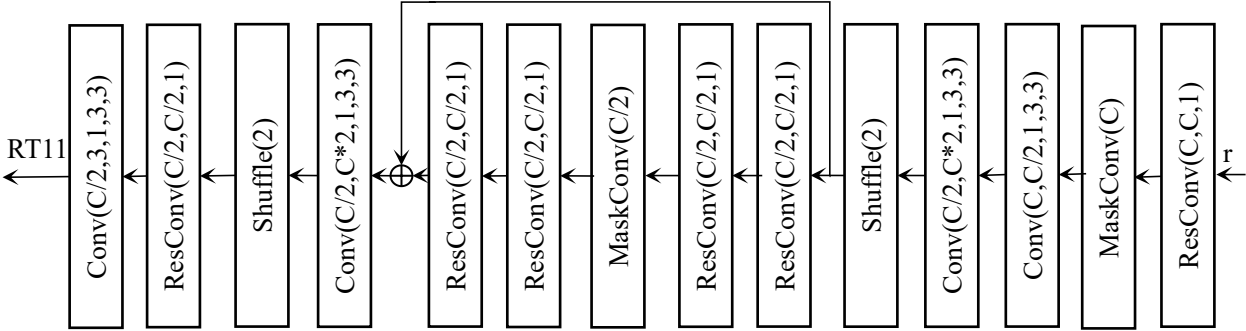 RT11
Conv(C/2,3,1,3,3)
ResConv(C/2,C/2,1)
Shuffle(2)
Conv(C/2,C*2,1,3,3)
ResConv(C/2,C/2,1)
ResConv(C/2,C/2,1)
MaskConv(C/2)
ResConv(C/2,C/2,1)
ResConv(C/2,C/2,1)
Shuffle(2)
Conv(C/2,C*2,1,3,3)
Conv(C,C/2,1,3,3)
MaskConv(C)
ResConv(C,C,1)
r